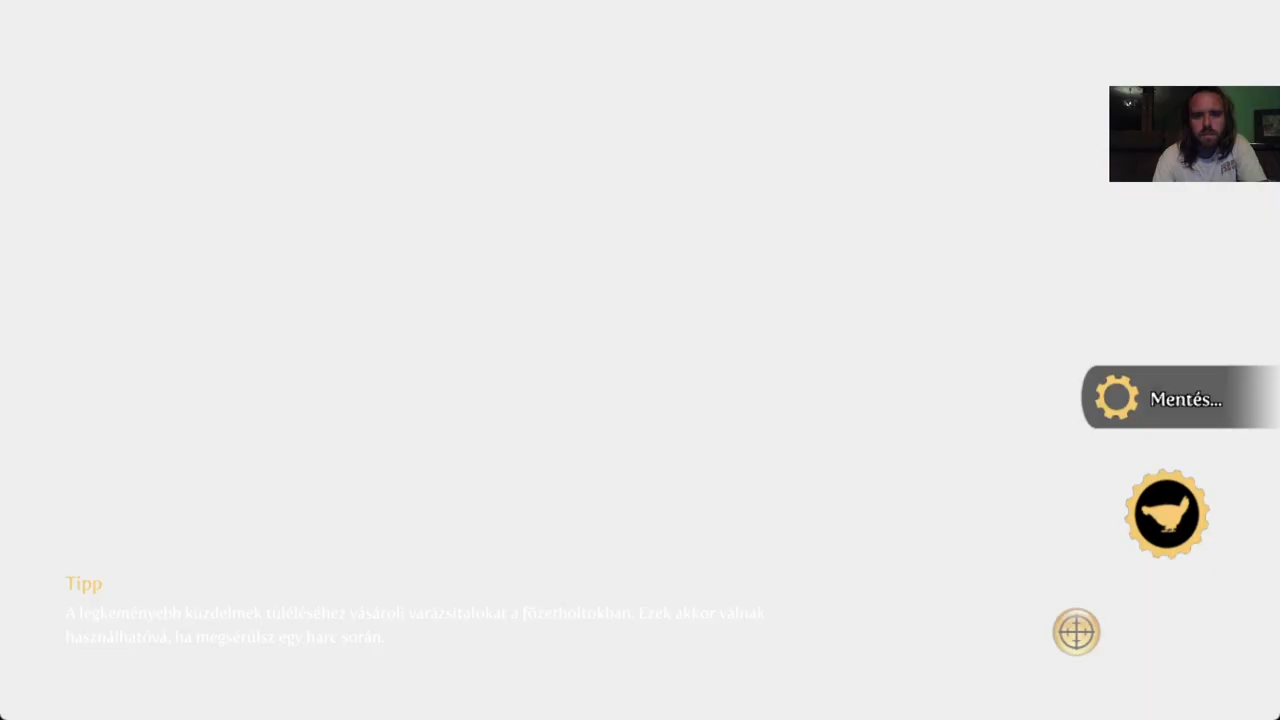 Mentés...
Tipp
A legkeményebb küzdelmek túléléséhez vásárolj varázsitalokat a főzetboltokban. Ezek akkor válnak
használhatóvá, ha megsérülsz egy harc során.